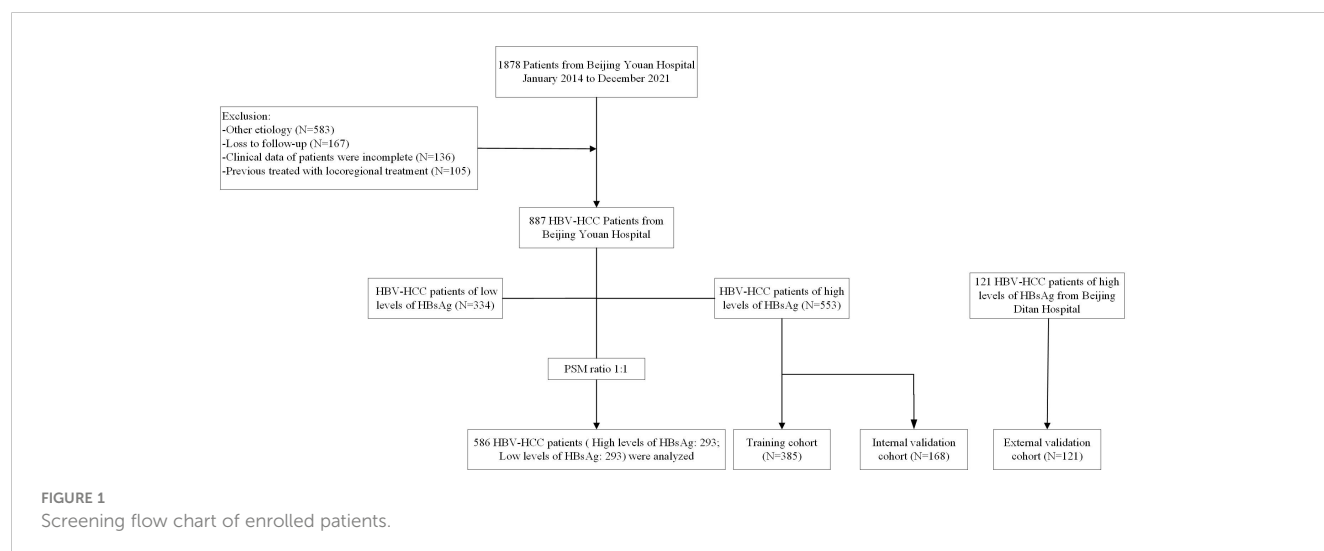 1878 Patients from Beijing Youan Hospital
January 2014 to December 2021
Exclusion:
-Other etiology (N=583)
-Loss to follow-up (N=167)
-Clinical data of patients were incomplete (N=136)
-Previous treated with locoregional treatment (N=105)
887 HBV-HCC Patients from
Beijing Youan Hospital
HBV-HCC patients of low
levels of HBsAg (N=334)
HBV-HCC patients of high
levels of HBsAg (N=553)
121 HBV-HCC patients of high
levels of HBsAg from Beijing
Ditan Hospital
PSM ratio 1:1
586 HBV-HCC patients ( High levels of HBsAg: 293;
Low levels of HBsAg: 293) were analyzed
Training cohort
(N=385)
Internal validation
cohort (N=168)
External validation
cohort (N=121)
FIGURE 1
Screening flow chart of enrolled patients.